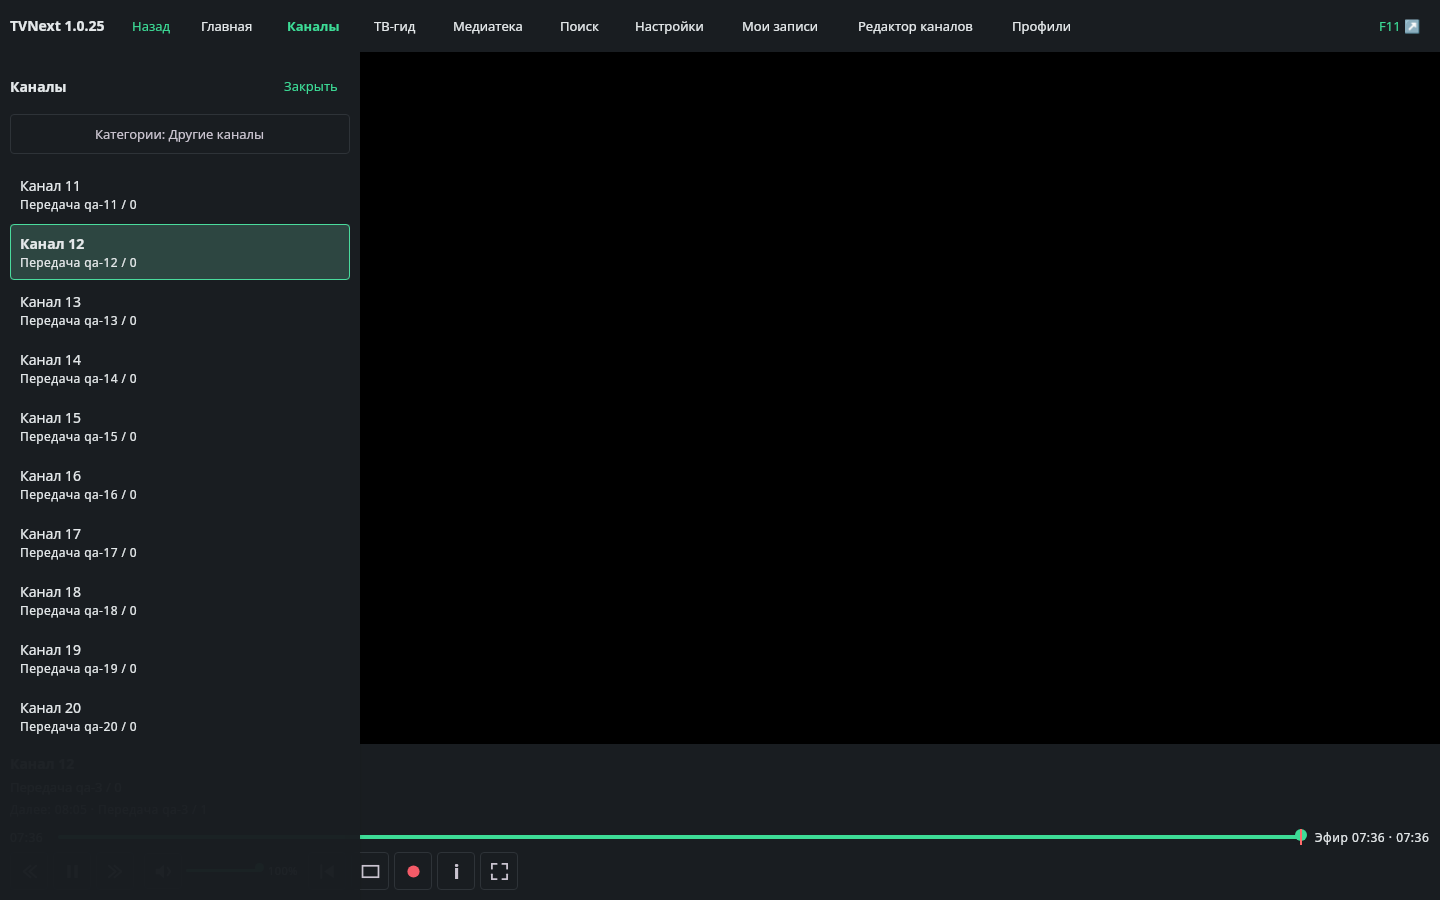 TVNext 1.0.25 Назад Главная Каналы ТВ-гид Медиатека Поиск Настройки Мои записи Редактор каналов Профили F11
Каналы Закрыть
Категории: Другие каналы
Канал 11
Передача qa-11 / 0
Канал 12
Передача qa-12 / 0
Канал 13
Передача qa-13 / 0
Канал 14
Передача qa-14 / 0
Канал 15
Передача qa-15 / 0
Канал 16
Передача qa-16 / 0
Канал 17
Передача qa-17 / 0
Канал 18
Передача qa-18 / 0
Канал 19
Передача qa-19 / 0
Канал 20
Передача qa-20 / 0
Эфир 07:36 · 07:36